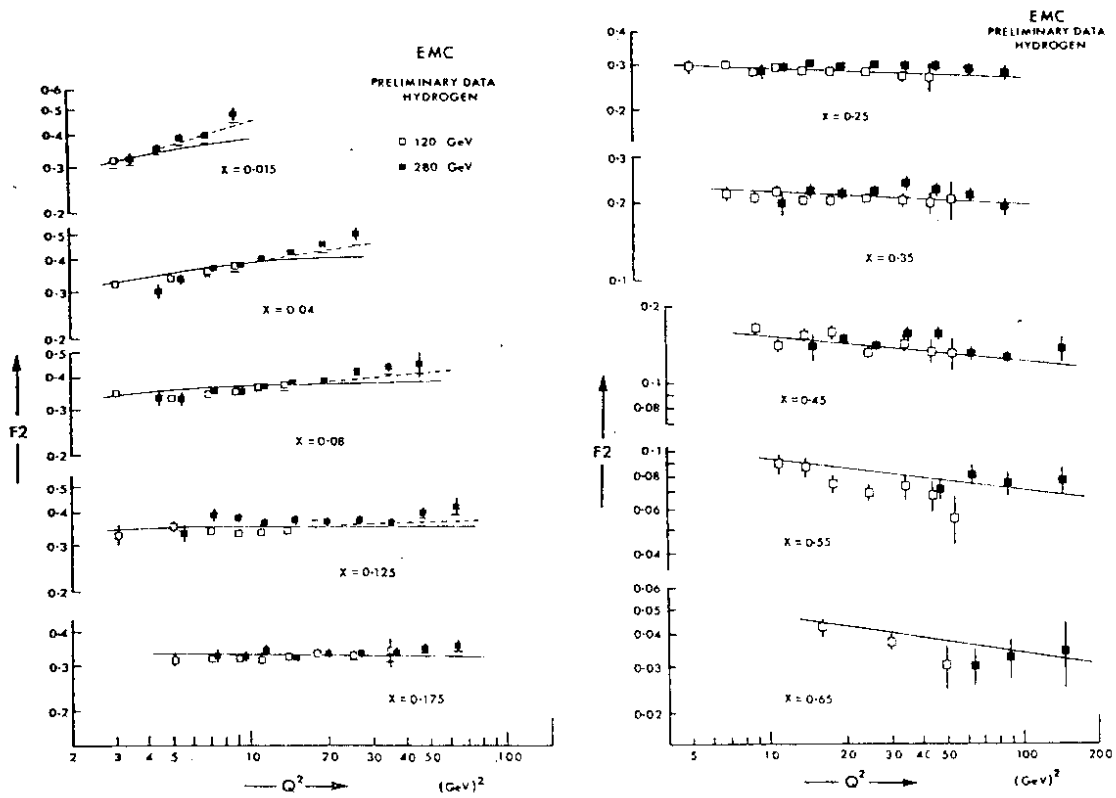 EMC
PRELIMINARY DATA
HYDROGEN
□ 120 GeV
■ 280 GeV
0·6
0·5
0·4
0·3
0·2
X = 0·015
0·5
0·4
0·3
0·2
X = 0·04
0·5
0·4
0·3
0·2
X = 0·08
F2
0·5
0·4
0·3
0·2
X = 0·125
0·4
0·3
0·2
X = 0·175
2 3 4 5 10 20 30 40 50 100
Q² (GeV)²
EMC
PRELIMINARY DATA
HYDROGEN
0·4
0·3
0·2
X = 0·25
0·3
0·2
0·1
X = 0·35
0·2
0·1
0·08
X = 0·45
F2
0·1
0·08
0·06
0·04
X = 0·55
0·06
0·05
0·04
0·03
0·02
X = 0·65
5 10 20 30 40 50 100 200
Q² (GeV)²